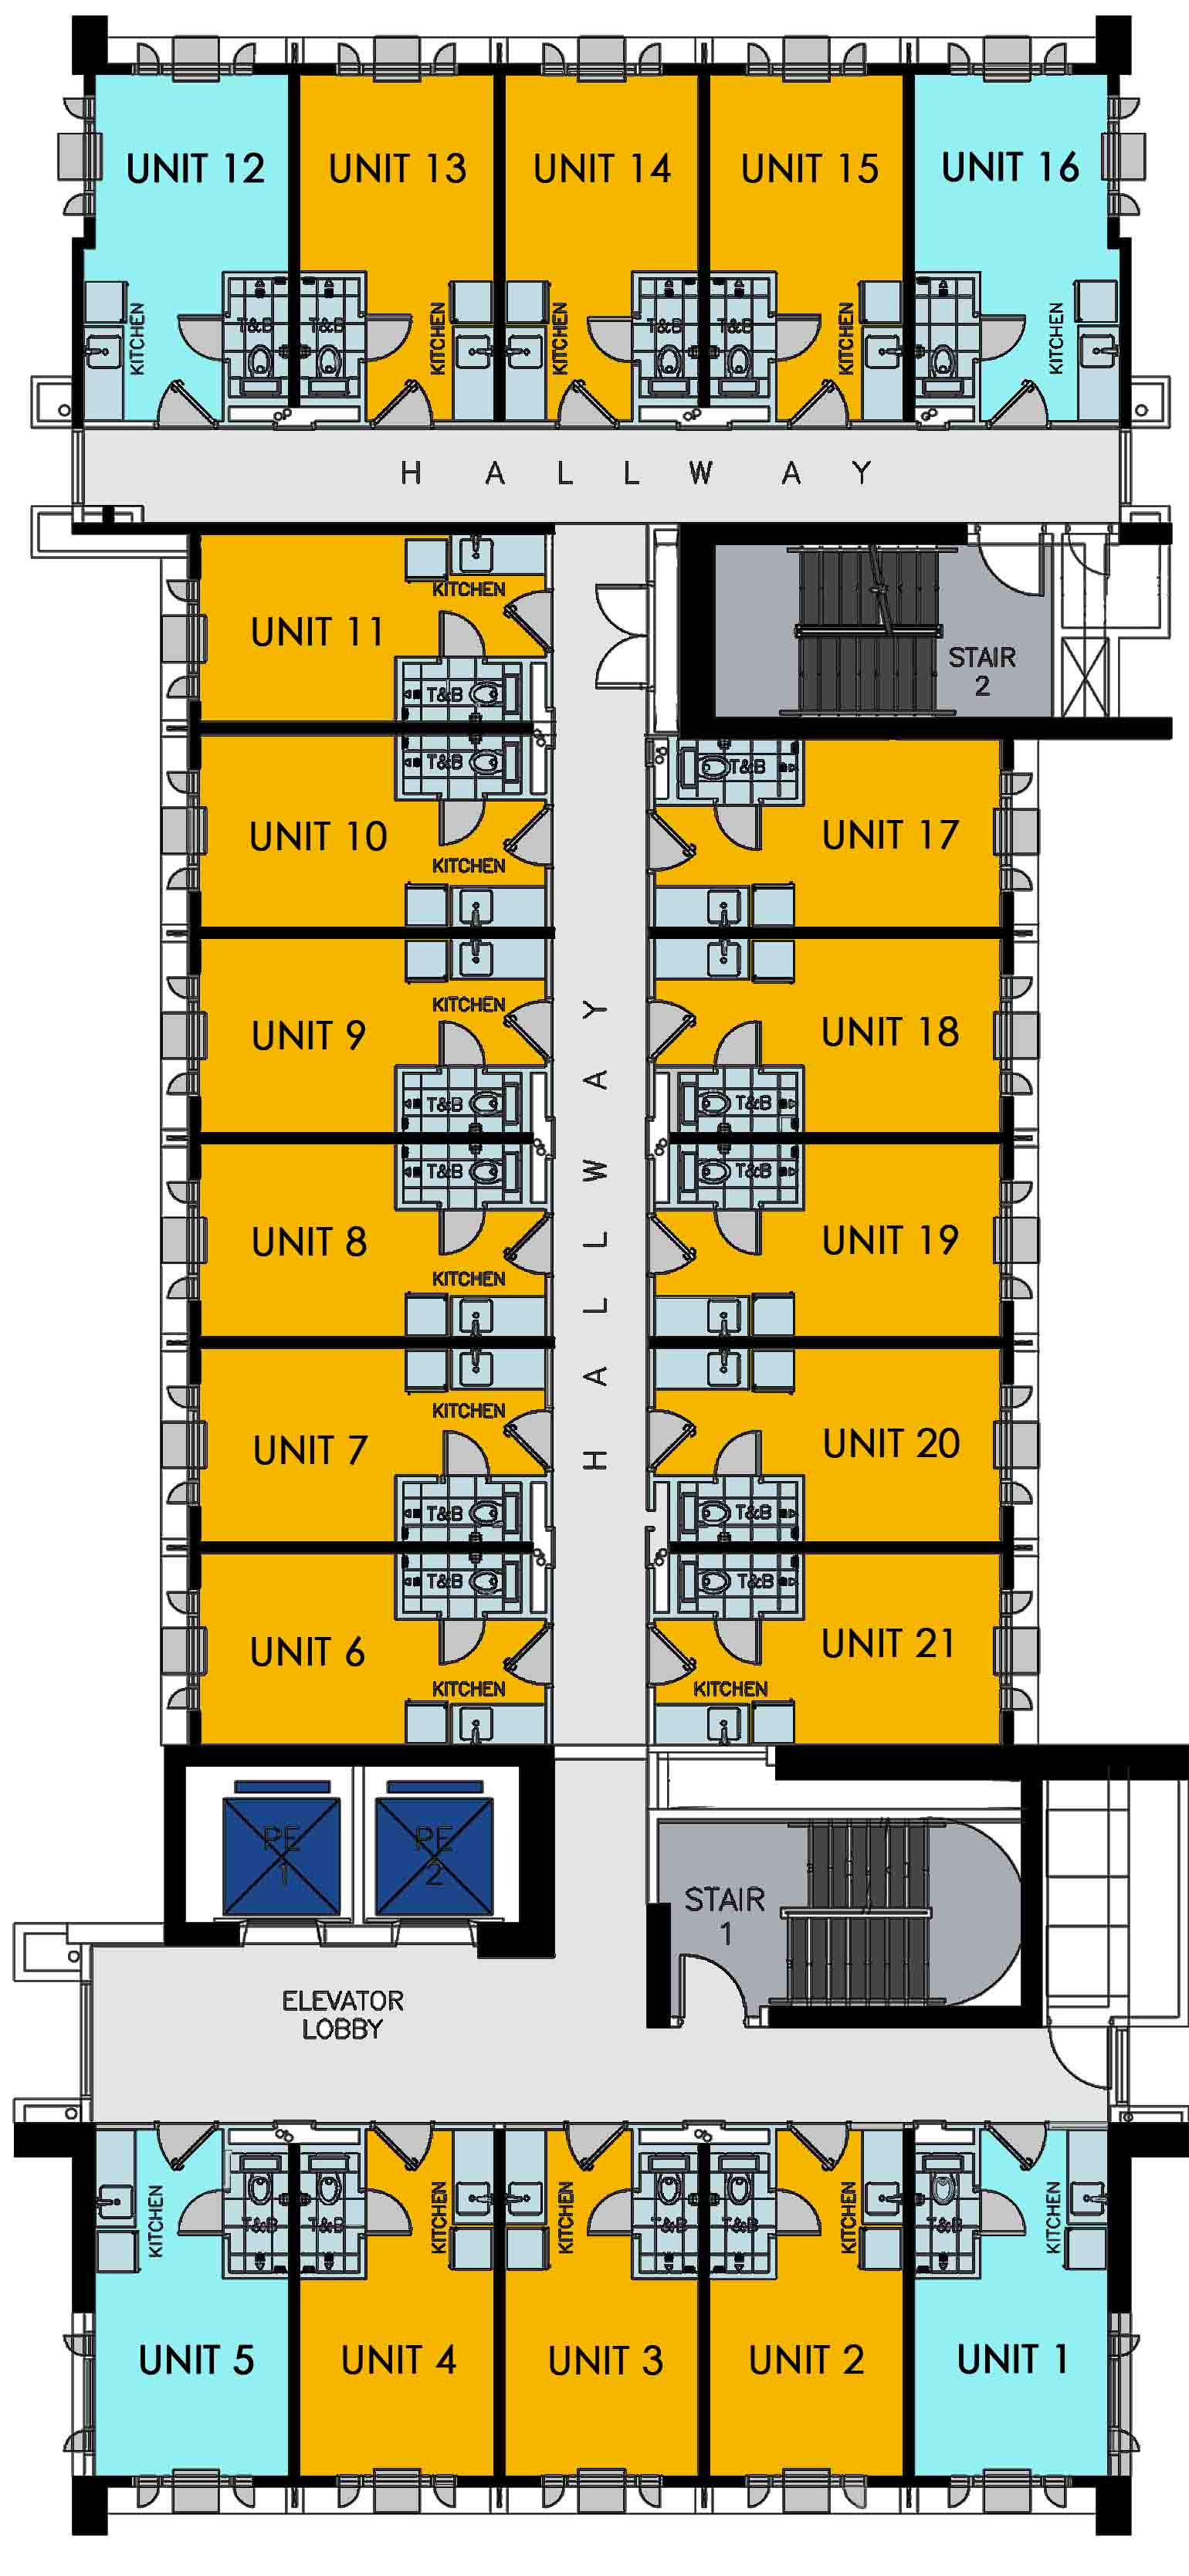 UNIT 12
UNIT 13
UNIT 14
UNIT 15
UNIT 16
KITCHEN
T&B
T&B
KITCHEN
KITCHEN
T&B
T&B
KITCHEN
KITCHEN
HALLWAY
KITCHEN
UNIT 11
T&B
STAIR
2
T&B
UNIT 10
KITCHEN
T&B
UNIT 17
KITCHEN
UNIT 9
T&B
UNIT 18
T&B
HALLWAY
T&B
UNIT 8
KITCHEN
T&B
UNIT 19
KITCHEN
UNIT 7
T&B
UNIT 20
T&B
T&B
UNIT 6
KITCHEN
T&B
UNIT 21
KITCHEN
PE
1
PE
2
STAIR
1
ELEVATOR
LOBBY
KITCHEN
T&B
T&B
KITCHEN
KITCHEN
T&B
T&B
KITCHEN
T&B
KITCHEN
UNIT 5
UNIT 4
UNIT 3
UNIT 2
UNIT 1